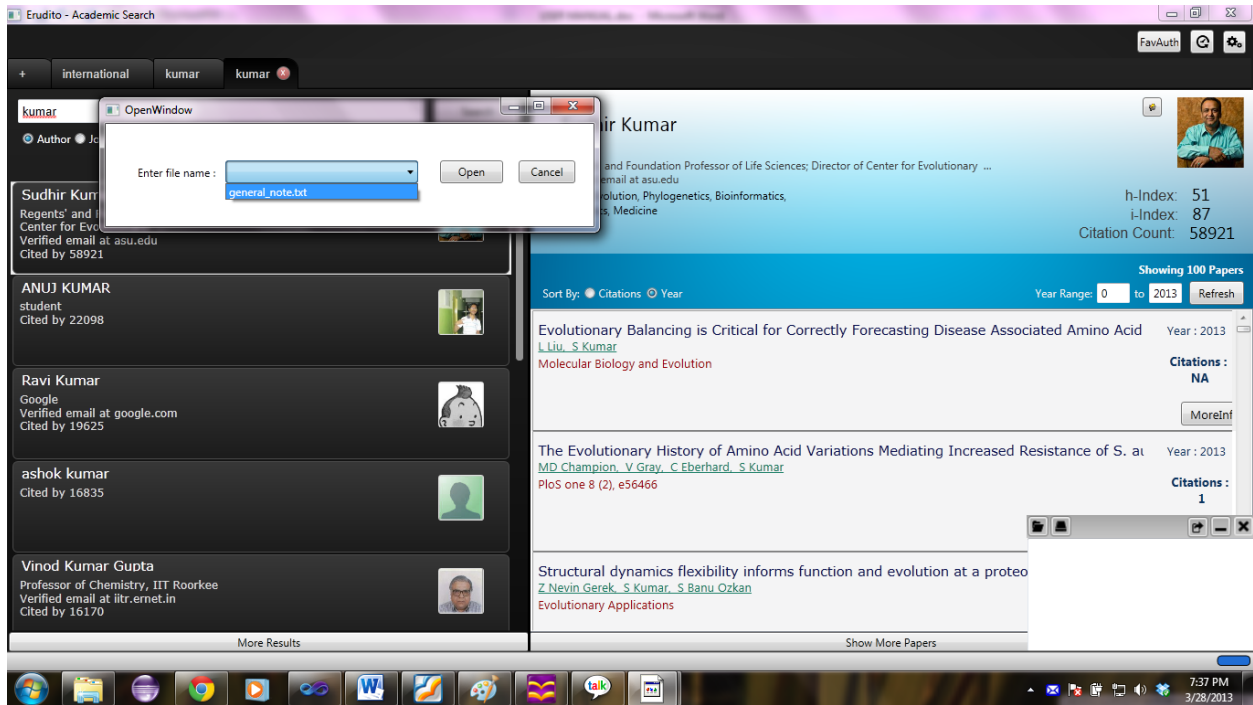 Erudito - Academic Search
FavAuth
+ international kumar kumar
kumar
Author Jo
OpenWindow
Enter file name :
Open Cancel
general_note.txt
Sudhir Kum
Regents' and
Center for Evo
Verified email at asu.edu
Cited by 58921
ANUJ KUMAR
student
Cited by 22098
Ravi Kumar
Google
Verified email at google.com
Cited by 19625
ashok kumar
Cited by 16835
Vinod Kumar Gupta
Professor of Chemistry, IIT Roorkee
Verified email at iitr.ernet.in
Cited by 16170
More Results
ir Kumar
and Foundation Professor of Life Sciences; Director of Center for Evolutionary ...
email at asu.edu
olution, Phylogenetics, Bioinformatics,
s, Medicine
h-Index: 51
i-Index: 87
Citation Count: 58921
Showing 100 Papers
Sort By: Citations Year
Year Range: 0 to 2013 Refresh
Evolutionary Balancing is Critical for Correctly Forecasting Disease Associated Amino Acid
L Liu, S Kumar
Molecular Biology and Evolution
Year : 2013
Citations :
NA
MoreInf
The Evolutionary History of Amino Acid Variations Mediating Increased Resistance of S. au
MD Champion, V Gray, C Eberhard, S Kumar
PloS one 8 (2), e56466
Year : 2013
Citations :
1
Structural dynamics flexibility informs function and evolution at a proteo
Z Nevin Gerek, S Kumar, S Banu Ozkan
Evolutionary Applications
Show More Papers
talk
7:37 PM
3/28/2013